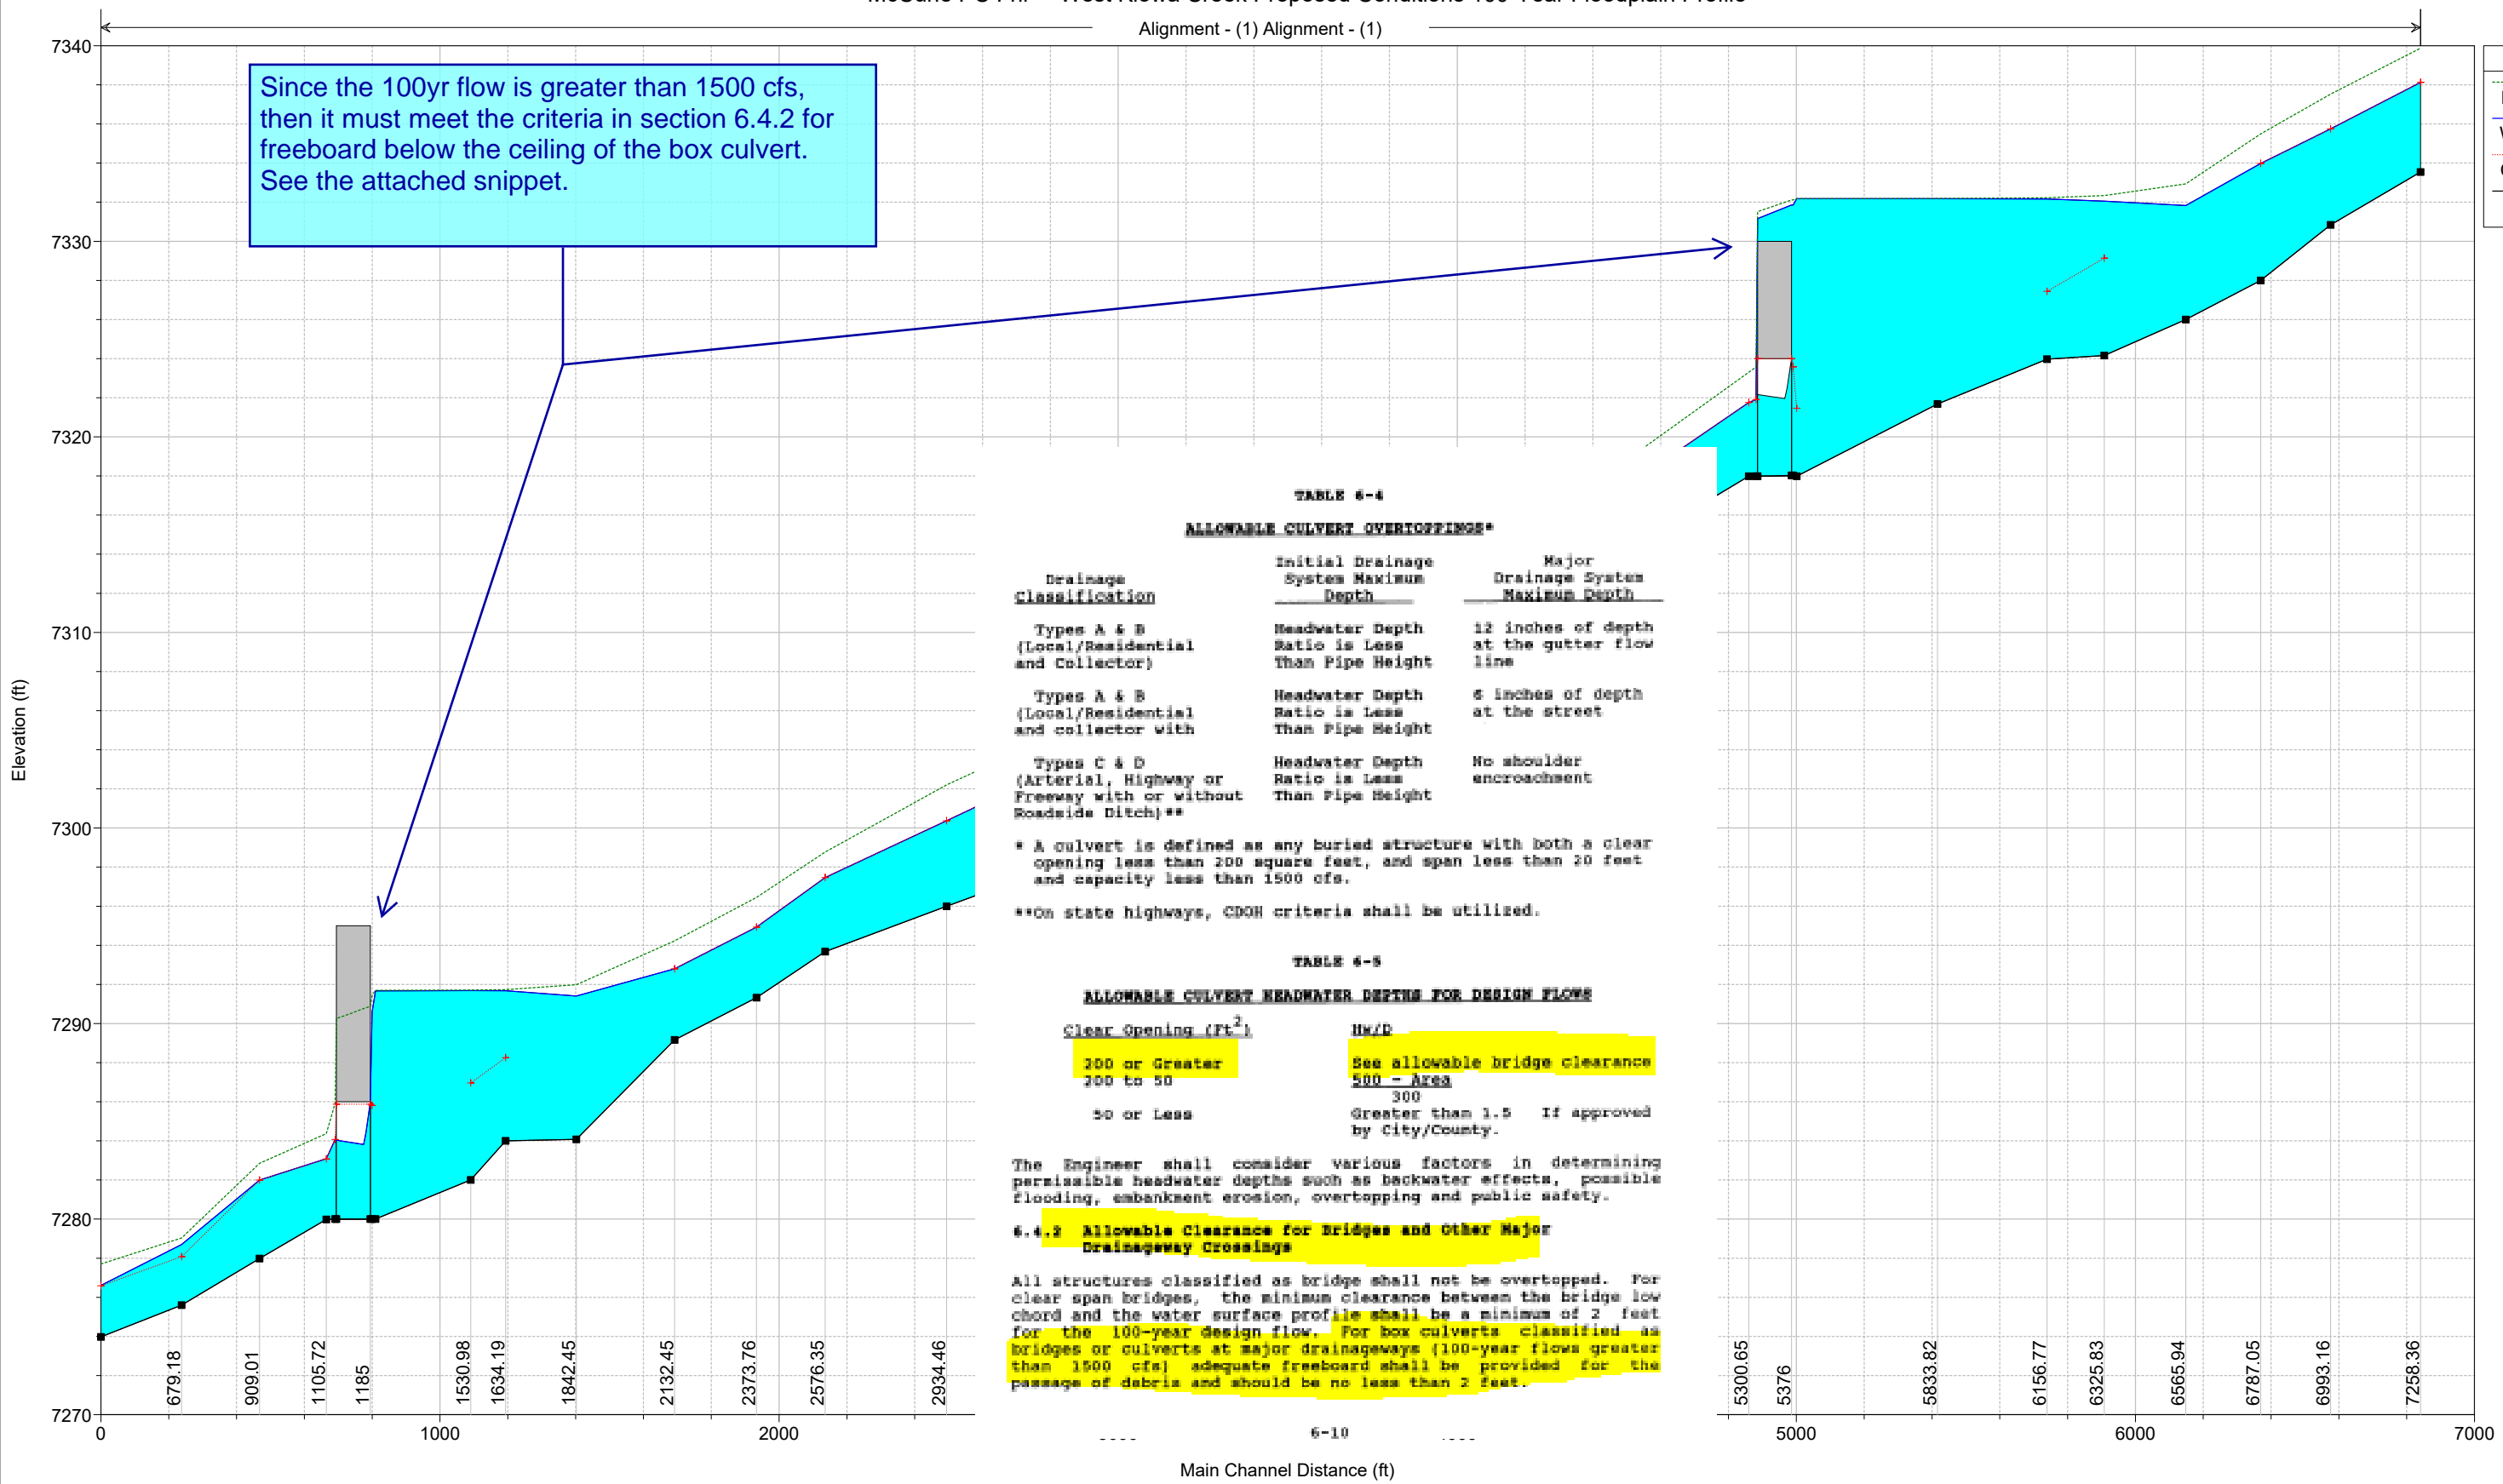 Alignment - (1) Alignment - (1)
Since the 100yr flow is greater than 1500 cfs,
then it must meet the criteria in section 6.4.2 for
freeboard below the ceiling of the box culvert.
See the attached snippet.
Elevation (ft)
7340
7330
7320
7310
7300
7290
7280
7270
TABLE 6-4
ALLOWABLE CULVERT OVERTOPPINGS*
Initial Drainage Major
Drainage System Maximum Drainage System
Classification Depth Maximum Depth
Types A & B Headwater Depth 12 inches of depth
(Local/Residential Ratio is Less at the gutter flow
and Collector) Than Pipe Height line
Types A & B Headwater Depth 6 inches of depth
(Local/Residential Ratio is Less at the street
and collector with Than Pipe Height
Types C & D Headwater Depth No shoulder
(Arterial, Highway or Ratio is Less encroachment
Freeway with or without Than Pipe Height
Roadside Ditch)**
* A culvert is defined as any buried structure with both a clear
opening less than 200 square feet, and span less than 20 feet
and capacity less than 1500 cfs.
**On state highways, CDOH criteria shall be utilized.
TABLE 6-5
ALLOWABLE CULVERT HEADWATER DEPTHS FOR DESIGN FLOWS
Clear Opening (Ft2) Hw/D
200 or Greater See allowable bridge clearance
200 to 50 500 - Area
300
50 or Less Greater than 1.5 If approved
by City/County.
The Engineer shall consider various factors in determining
permissible headwater depths such as backwater effects, possible
flooding, embankment erosion, overtopping and public safety.
6.4.2 Allowable Clearance for Bridges and Other Major
Drainageway Crossings
All structures classified as bridge shall not be overtopped. For
clear span bridges, the minimum clearance between the bridge low
chord and the water surface profile shall be a minimum of 2 feet
for the 100-year design flow. For box culverts classified as
bridges or culverts at major drainageways (100-year flows greater
than 1500 cfs) adequate freeboard shall be provided for the
passage of debris and should be no less than 2 feet.
6-10
679.18
909.01
1105.72
1185
1530.98
1634.19
1842.45
2132.45
2373.76
2576.35
2934.46
5300.65
5376
5833.82
6156.77
6325.83
6565.94
6787.05
6993.16
7258.36
0 1000 2000 5000 6000 7000
Main Channel Distance (ft)